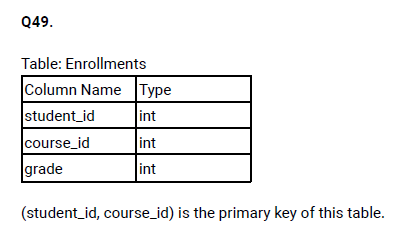 Q49.
Table: Enrollments
Column Name Type
student_id int
course_id int
grade int
(student_id, course_id) is the primary key of this table.